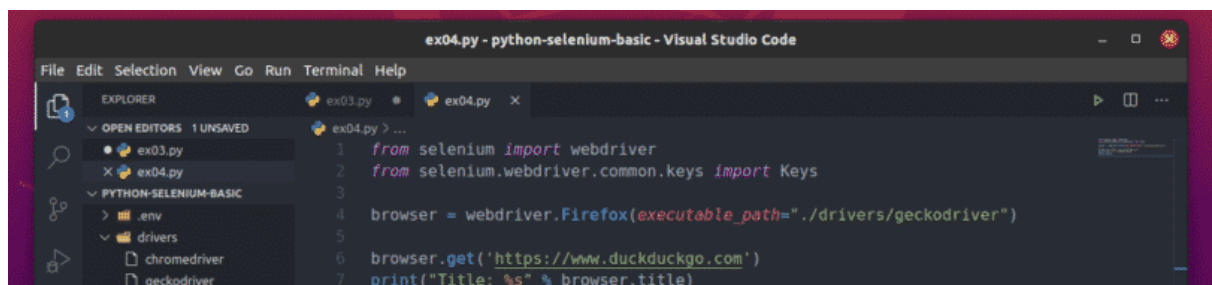 ex04.py - python-selenium-basic - Visual Studio Code
File Edit Selection View Go Run Terminal Help
1
EXPLORER
ex03.py
ex04.py
OPEN EDITORS 1 UNSAVED
ex03.py
ex04.py
PYTHON-SELENIUM-BASIC
.env
drivers
chromedriver
geckodriver
ex04.py > ...
1 from selenium import webdriver
2 from selenium.webdriver.common.keys import Keys
3
4 browser = webdriver.Firefox(executable_path="./drivers/geckodriver")
5
6 browser.get('https://www.duckduckgo.com')
7 print("Title: %s" % browser.title)